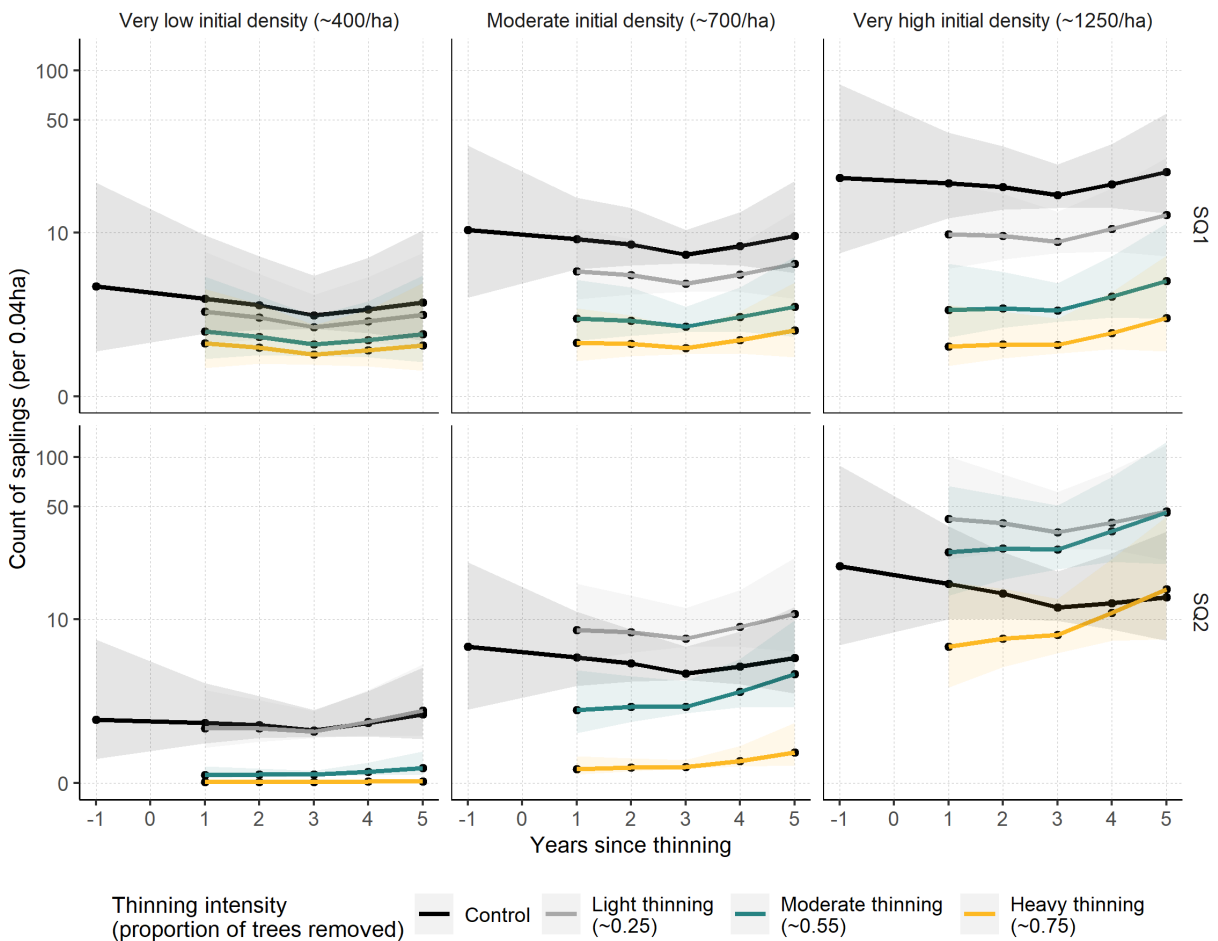 Very low initial density (~400/ha)
Moderate initial density (~700/ha)
Very high initial density (~1250/ha)
Count of saplings (per 0.04ha)
100
50
10
0
SQ1
100
50
10
0
SQ2
-1 0 1 2 3 4 5
-1 0 1 2 3 4 5
-1 0 1 2 3 4 5
Years since thinning
Thinning intensity
(proportion of trees removed)
Control
Light thinning
(~0.25)
Moderate thinning
(~0.55)
Heavy thinning
(~0.75)